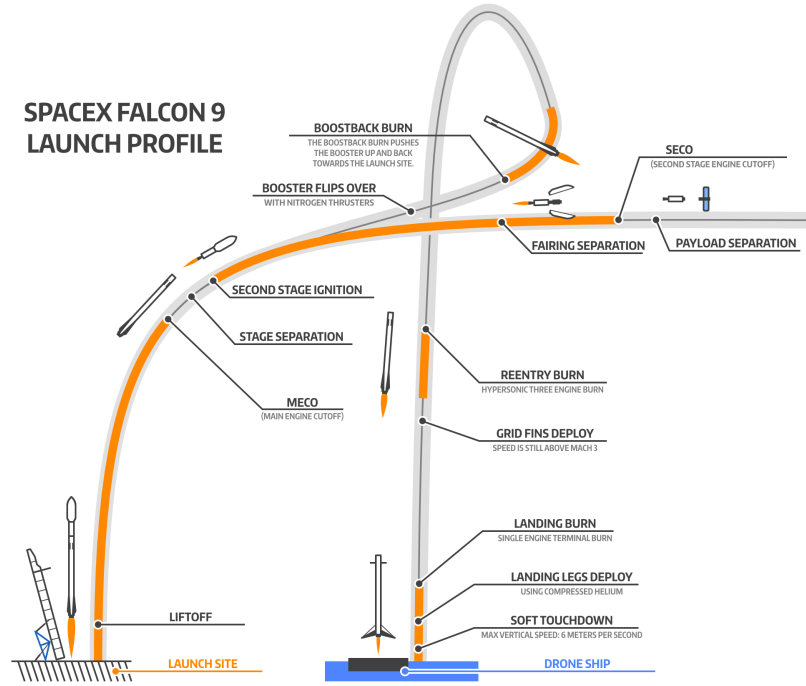 SPACEX FALCON 9
LAUNCH PROFILE
BOOSTBACK BURN
THE BOOSTBACK BURN PUSHES
THE BOOSTER UP AND BACK
TOWARDS THE LAUNCH SITE.
SECO
(SECOND STAGE ENGINE CUTOFF)
BOOSTER FLIPS OVER
WITH NITROGEN THRUSTERS
FAIRING SEPARATION
PAYLOAD SEPARATION
SECOND STAGE IGNITION
STAGE SEPARATION
REENTRY BURN
HYPERSONIC THREE ENGINE BURN
MECO
(MAIN ENGINE CUTOFF)
GRID FINS DEPLOY
SPEED IS STILL ABOVE MACH 3
LANDING BURN
SINGLE ENGINE TERMINAL BURN
LANDING LEGS DEPLOY
USING COMPRESSED HELIUM
LIFTOFF
SOFT TOUCHDOWN
MAX VERTICAL SPEED: 6 METERS PER SECOND
LAUNCH SITE
DRONE SHIP